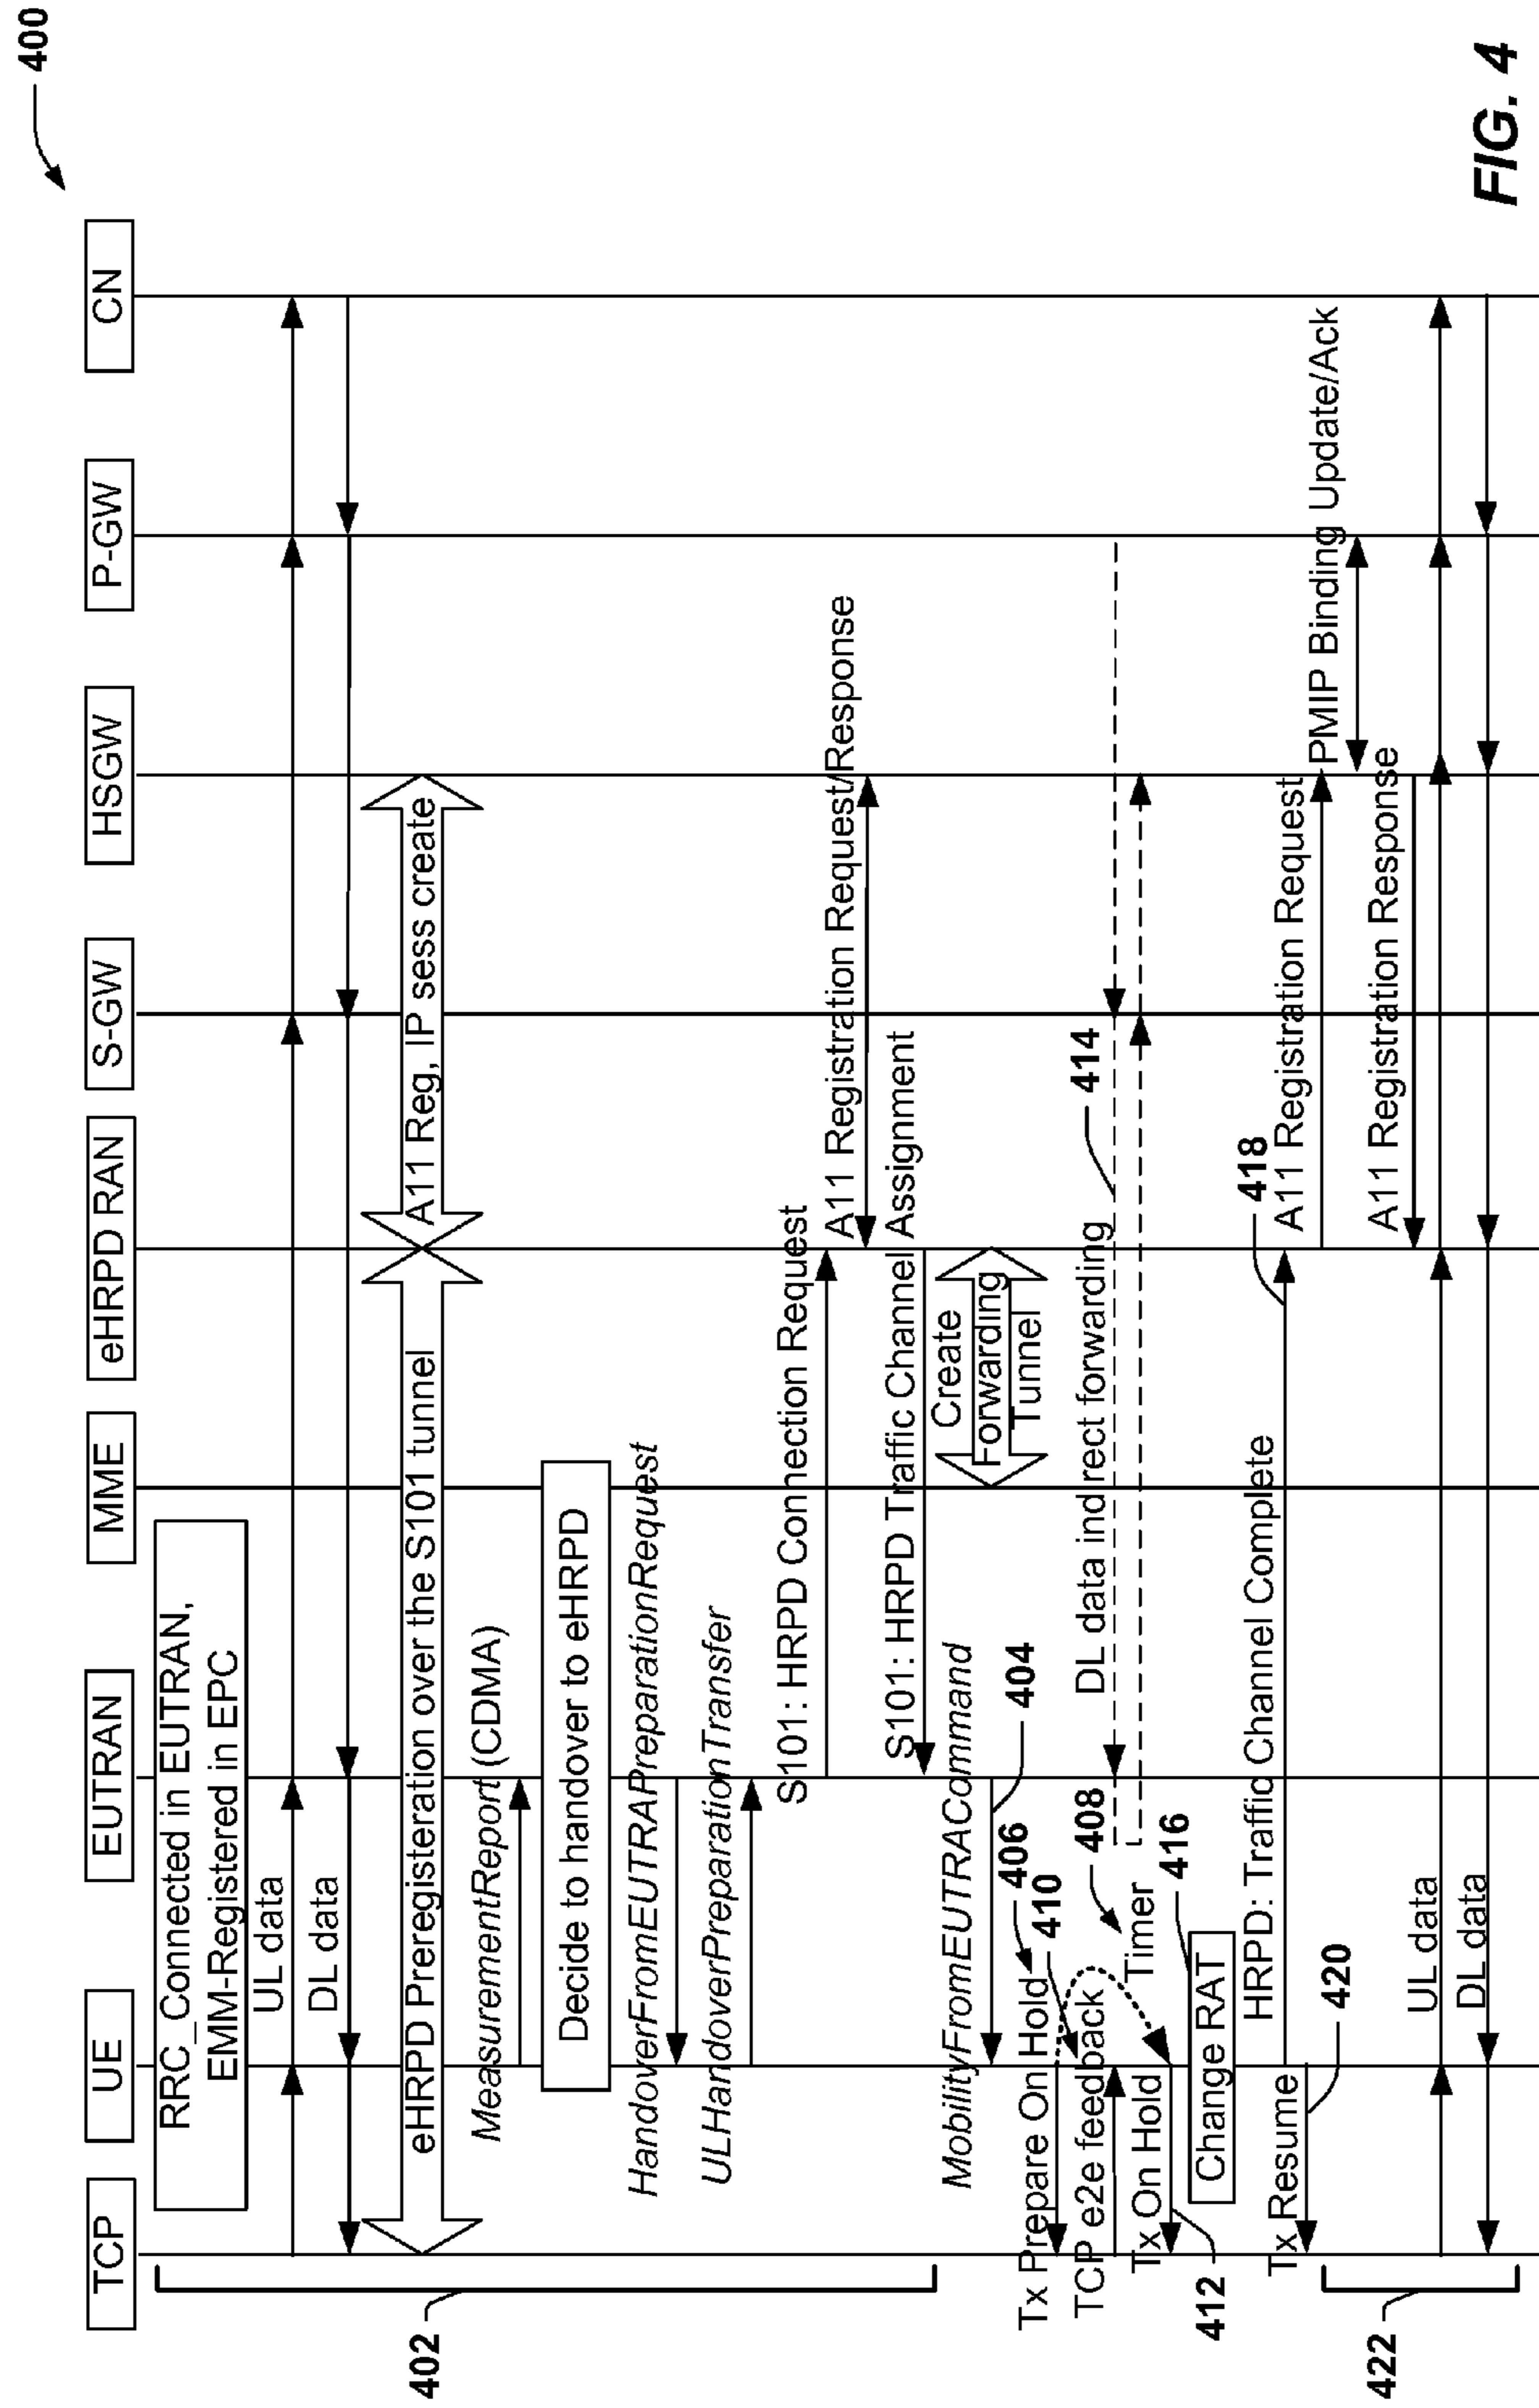 400
TCP
UE
EUTRAN
MME
eHRPD RAN
S-GW
HSGW
P-GW
CN
RRC_Connected in EUTRAN,
EMM-Registered in EPC
UL data
DL data
eHRPD Preregisteration over the S101 tunnel
A11 Reg, IP sess create
MeasurementReport (CDMA)
Decide to handover to eHRPD
HandoverFromEUTRAPreparationRequest
ULHandoverPreparationTransfer
S101: HRPD Connection Request
A11 Registration Request/Response
S101: HRPD Traffic Channel Assignment
402
Create
Forwarding
Tunnel
MobilityFromEUTRACommand
404
Tx Prepare On Hold
406
410
TCP e2e feedback
408
DL data indirect forwarding
414
Timer
Tx On Hold
412
416
Change RAT
HRPD: Traffic Channel Complete
418
Tx Resume
420
A11 Registration Request
PMIP Binding Update/Ack
A11 Registration Response
422
UL data
DL data
FIG. 4